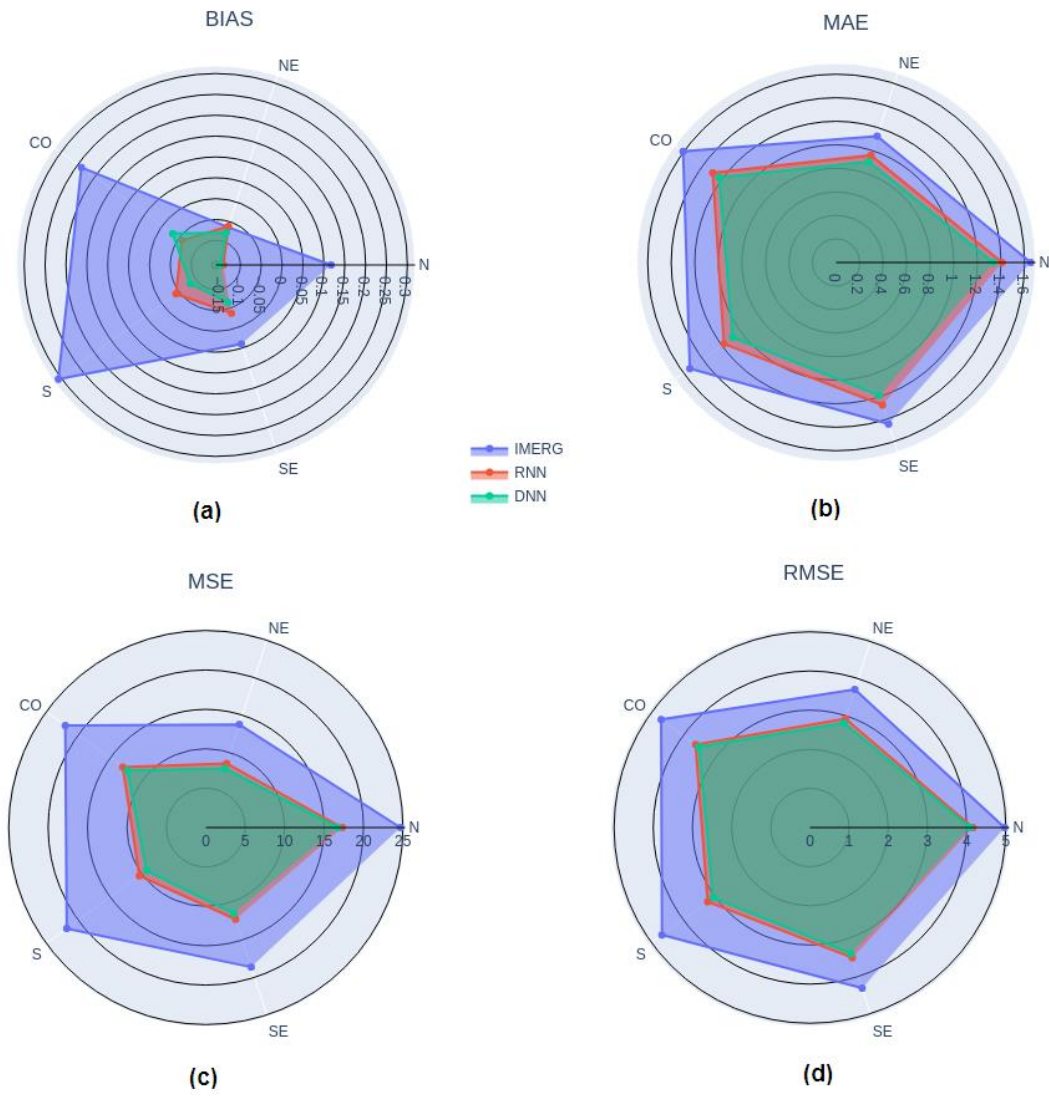 BIAS
NE
CO
N
−0.15
−0.1
−0.05
0
0.05
0.1
0.15
0.2
0.25
0.3
S
SE
(a)
MAE
NE
CO
N
0
0.2
0.4
0.6
0.8
1
1.2
1.4
1.6
S
SE
(b)
IMERG
RNN
DNN
MSE
NE
CO
N
0 5 10 15 20 25
S
SE
(c)
RMSE
NE
CO
N
0 1 2 3 4 5
S
SE
(d)